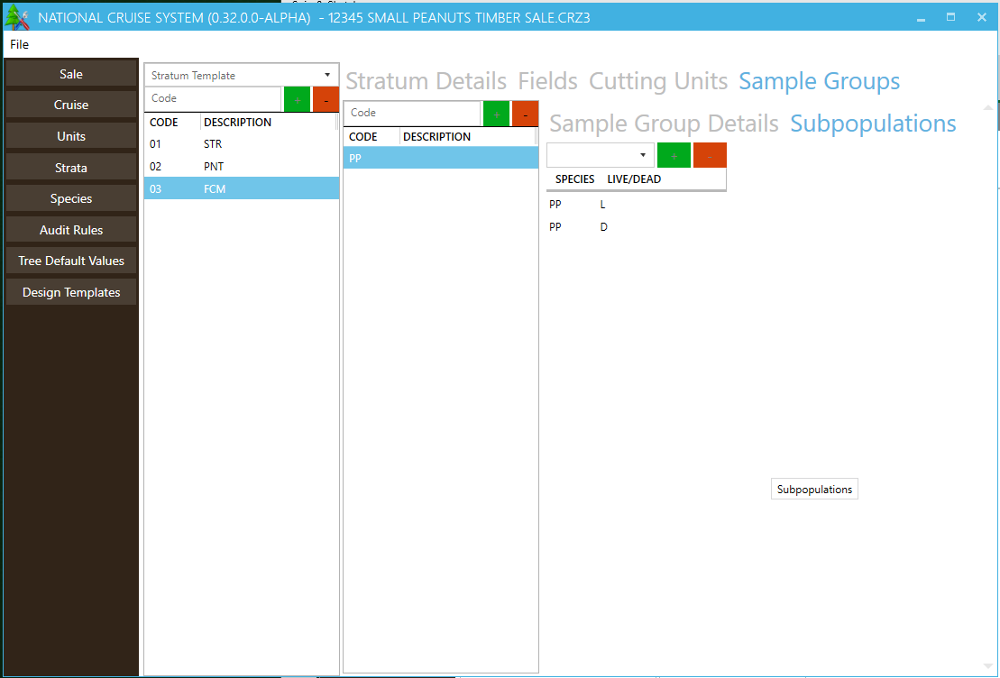 NATIONAL CRUISE SYSTEM (0.32.0.0-ALPHA) - 12345 SMALL PEANUTS TIMBER SALE.CRZ3
File
Sale
Cruise
Units
Strata
Species
Audit Rules
Tree Default Values
Design Templates
Stratum Template
Code + -
CODE DESCRIPTION
01 STR
02 PNT
03 FCM
Stratum Details Fields Cutting Units Sample Groups
Code + -
CODE DESCRIPTION
PP
Sample Group Details Subpopulations
+ -
SPECIES LIVE/DEAD
PP L
PP D
Subpopulations